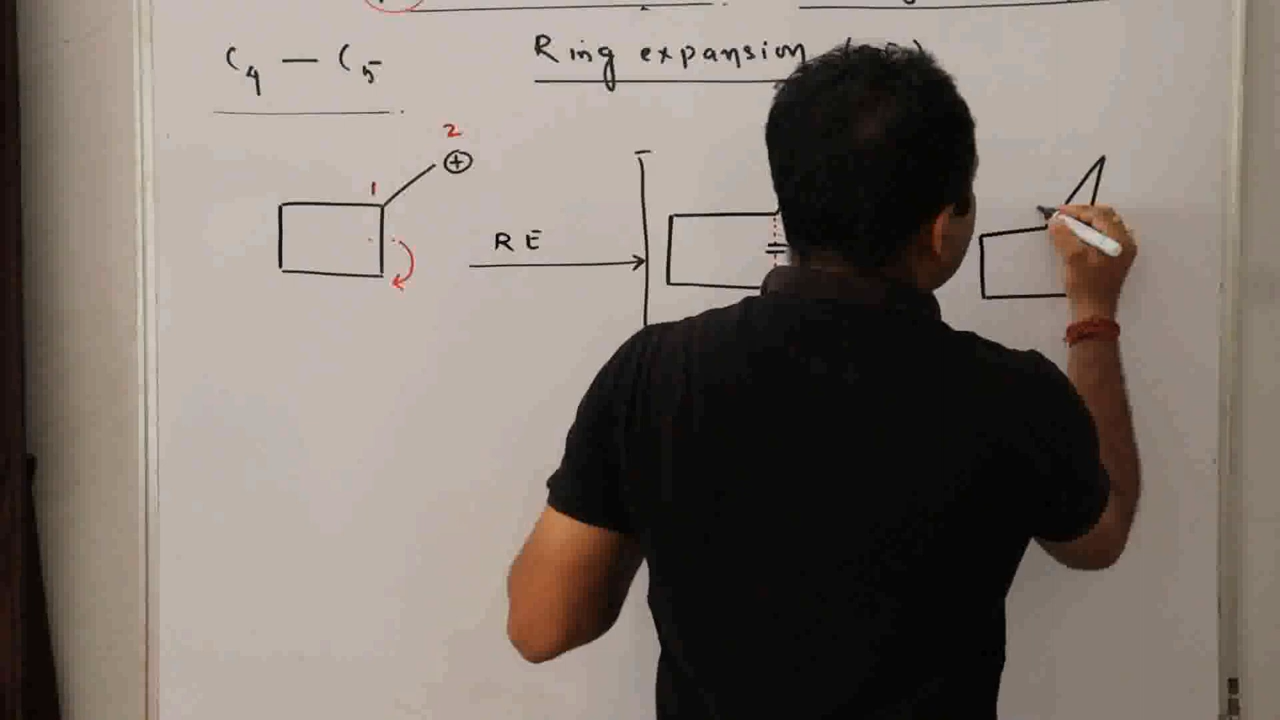 C4 — C5
Ring expansion
2
1
+
RE